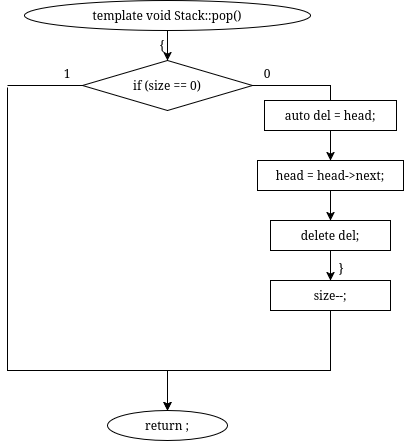 template void Stack::pop()
{
1
0
if (size == 0)
auto del = head;
head = head->next;
delete del;
}
size--;
return ;